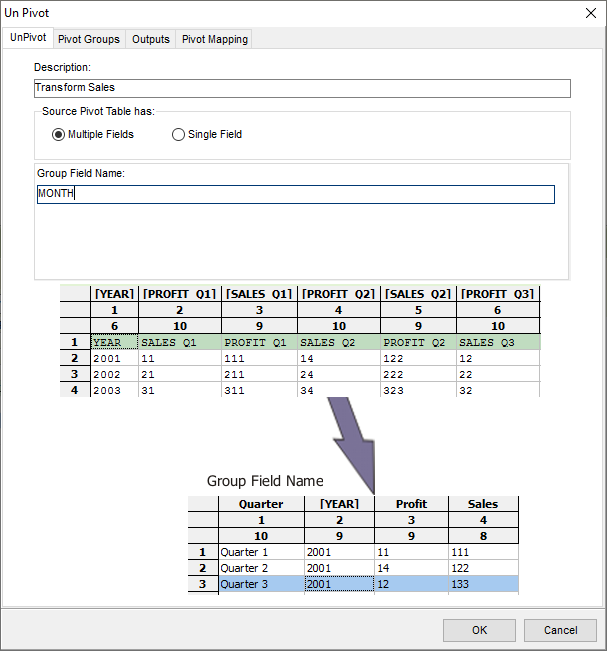 Un Pivot
UnPivot Pivot Groups Outputs Pivot Mapping
Description:
Transform Sales
Source Pivot Table has:
Multiple Fields Single Field
Group Field Name:
MONTH
[YEAR] [PROFIT Q1] [SALES Q1] [PROFIT Q2] [SALES Q2] [PROFIT Q3]
1 2 3 4 5 6
6 10 9 10 9 10
1 YEAR SALES Q1 PROFIT Q1 SALES Q2 PROFIT Q2 SALES Q3
2 2001 11 111 14 122 12
3 2002 21 211 24 222 22
4 2003 31 311 34 323 32
Group Field Name
Quarter [YEAR] Profit Sales
1 2 3 4
10 9 9 8
1 Quarter 1 2001 11 111
2 Quarter 2 2001 14 122
3 Quarter 3 2001 12 133
OK Cancel